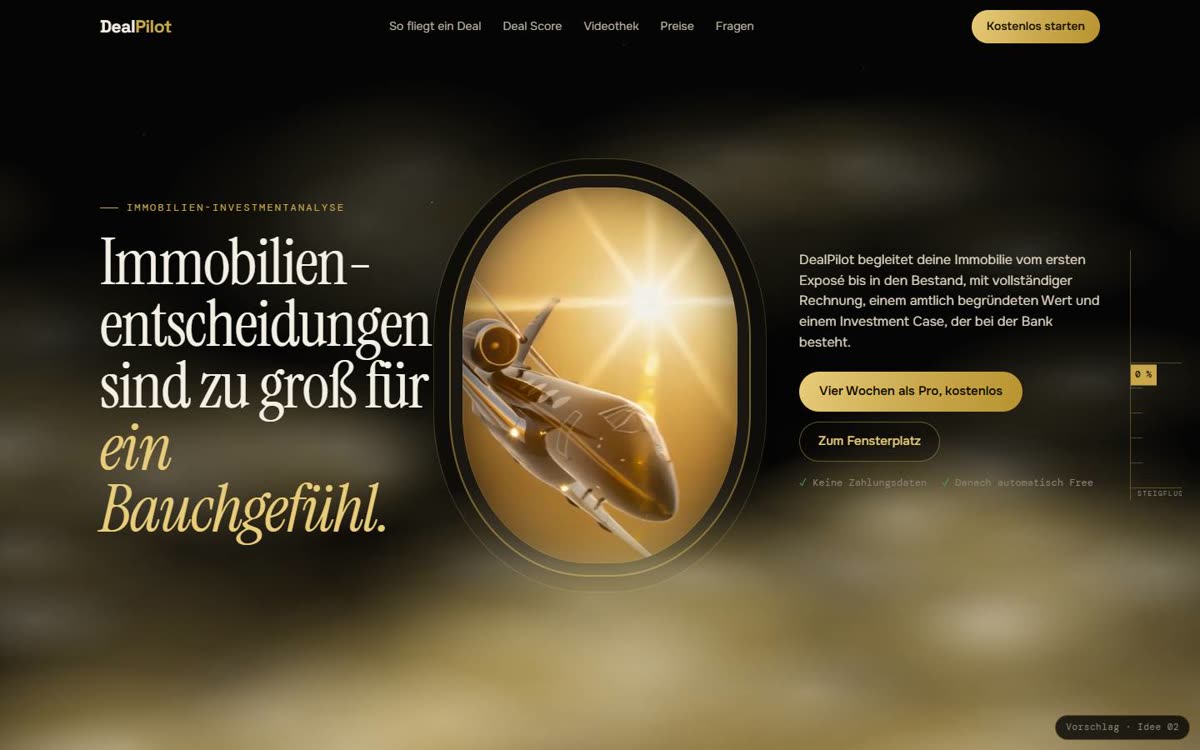 DealPilot
So fliegt ein Deal
Deal Score
Videothek
Preise
Fragen
Kostenlos starten
IMMOBILIEN-INVESTMENTANALYSE
Immobilien-
entscheidungen
sind zu groß für
ein
Bauchgefühl.
DealPilot begleitet deine Immobilie vom ersten
Exposé bis in den Bestand, mit vollständiger
Rechnung, einem amtlich begründeten Wert und
einem Investment Case, der bei der Bank
besteht.
Vier Wochen als Pro, kostenlos
Zum Fensterplatz
✓ Keine Zahlungsdaten
✓ Danach automatisch Free
0 %
STEIGFLUG
Vorschlag · Idee 02